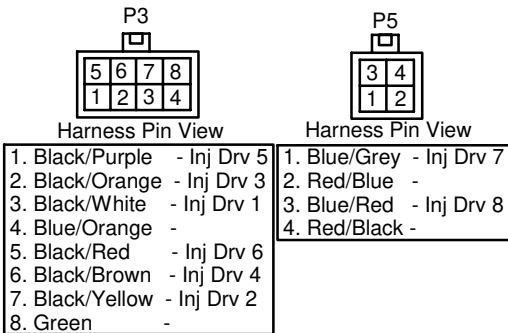 P3
5 6 7 8
1 2 3 4
Harness Pin View
1. Black/Purple - Inj Drv 5
2. Black/Orange - Inj Drv 3
3. Black/White - Inj Drv 1
4. Blue/Orange -
5. Black/Red - Inj Drv 6
6. Black/Brown - Inj Drv 4
7. Black/Yellow - Inj Drv 2
8. Green -
P5
3 4
1 2
Harness Pin View
1. Blue/Grey - Inj Drv 7
2. Red/Blue -
3. Blue/Red - Inj Drv 8
4. Red/Black -